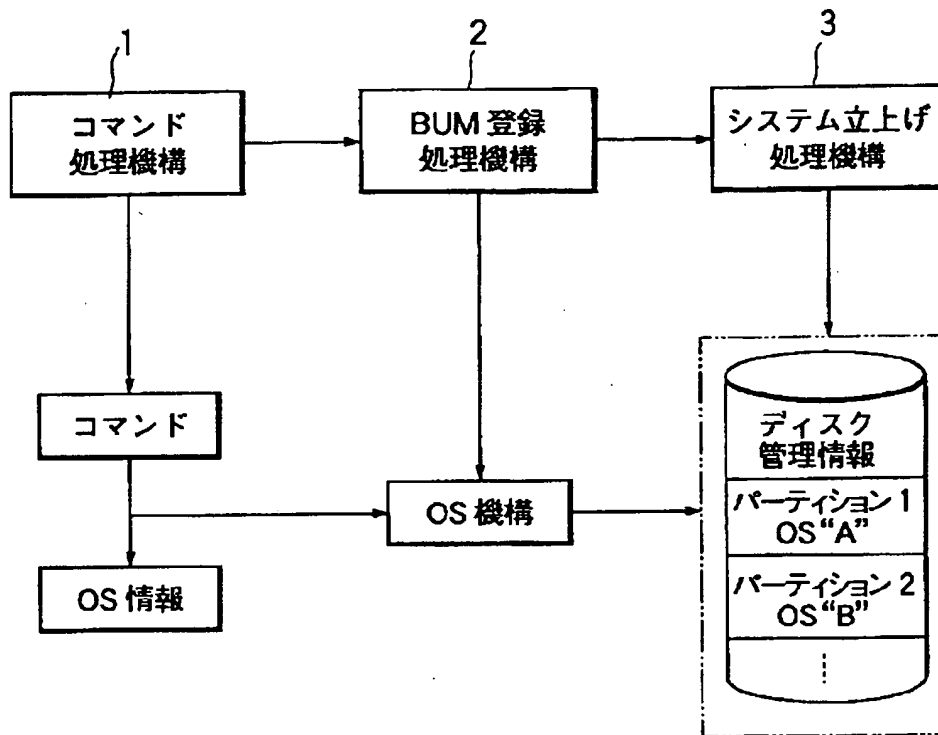 1
2
3
コマンド
処理機構
BUM 登録
処理機構
システム立上げ
処理機構
コマンド
OS 情報
OS 機構
ディスク
管理情報
パーティション 1
OS “A”
パーティション 2
OS “B”